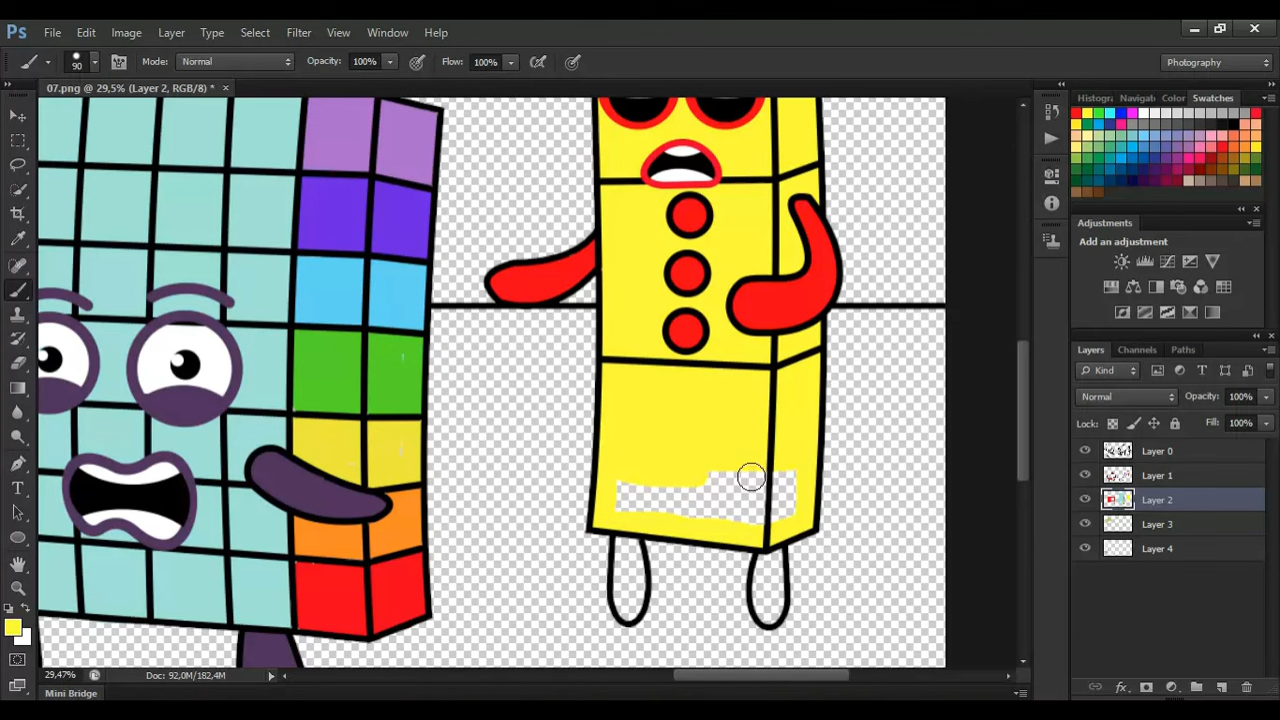 Ps File Edit Image Layer Type Select Filter View Window Help
90 Mode: Normal Opacity: 100% Flow: 100% Photography
07.png @ 29,5% (Layer 2, RGB/8) * ×
Histogr Navigat Color Swatches
Adjustments
Add an adjustment
Layers Channels Paths
Kind
Normal Opacity: 100%
Lock: Fill: 100%
Layer 0
Layer 1
Layer 2
Layer 3
Layer 4
29,47% Doc: 92,0M/182,4M
Mini Bridge